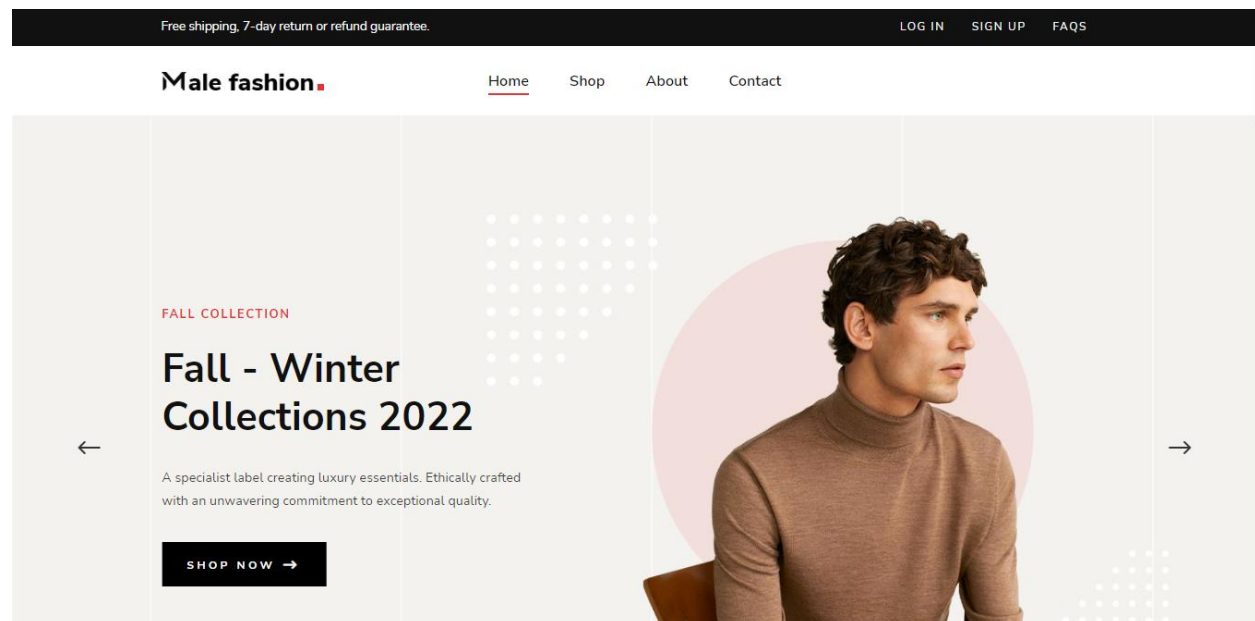 Free shipping, 7-day return or refund guarantee.
LOG IN SIGN UP FAQS
Male fashion.
Home Shop About Contact
FALL COLLECTION
Fall - Winter
Collections 2022
A specialist label creating luxury essentials. Ethically crafted
with an unwavering commitment to exceptional quality.
SHOP NOW →